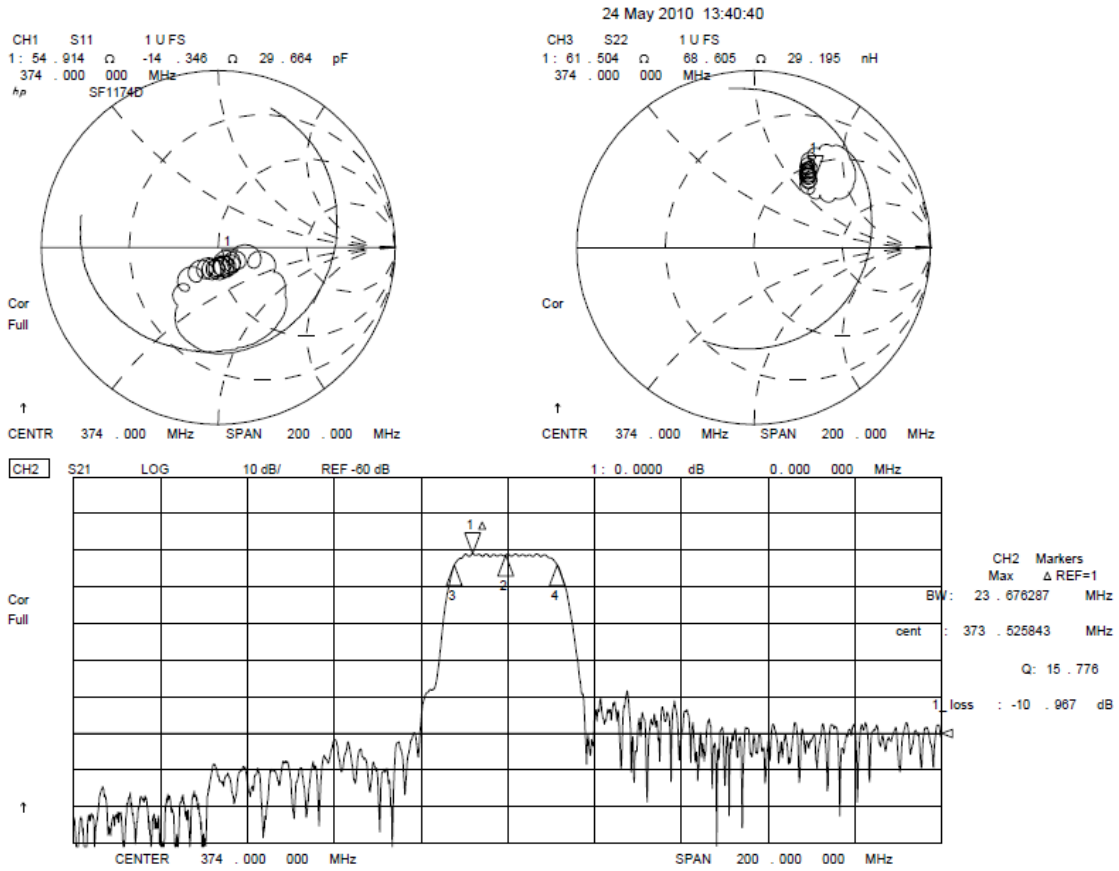 24 May 2010 13:40:40
CH1 S11 1 U FS
1 : 54 . 914 Ω -14 . 346 Ω 29 . 664 pF
374 . 000 000 MHz
hp SF1174D
1
Cor
Full
↑
CENTR 374 . 000 MHz SPAN 200 . 000 MHz
CH3 S22 1 U FS
1 : 61 . 504 Ω 68 . 605 Ω 29 . 195 nH
374 . 000 000 MHz
1
Cor
↑
CENTR 374 . 000 MHz SPAN 200 . 000 MHz
CH2 S21 LOG 10 dB/ REF -60 dB 1 : 0. 0000 dB 0. 000 000 MHz
1 Δ
3 2 4
Cor
Full
↑
CH2 Markers
Max Δ REF=1
BW : 23 . 676287 MHz
cent : 373 . 525843 MHz
Q: 15 . 776
1 loss : -10 . 967 dB
CENTER 374 . 000 000 MHz SPAN 200 . 000 000 MHz